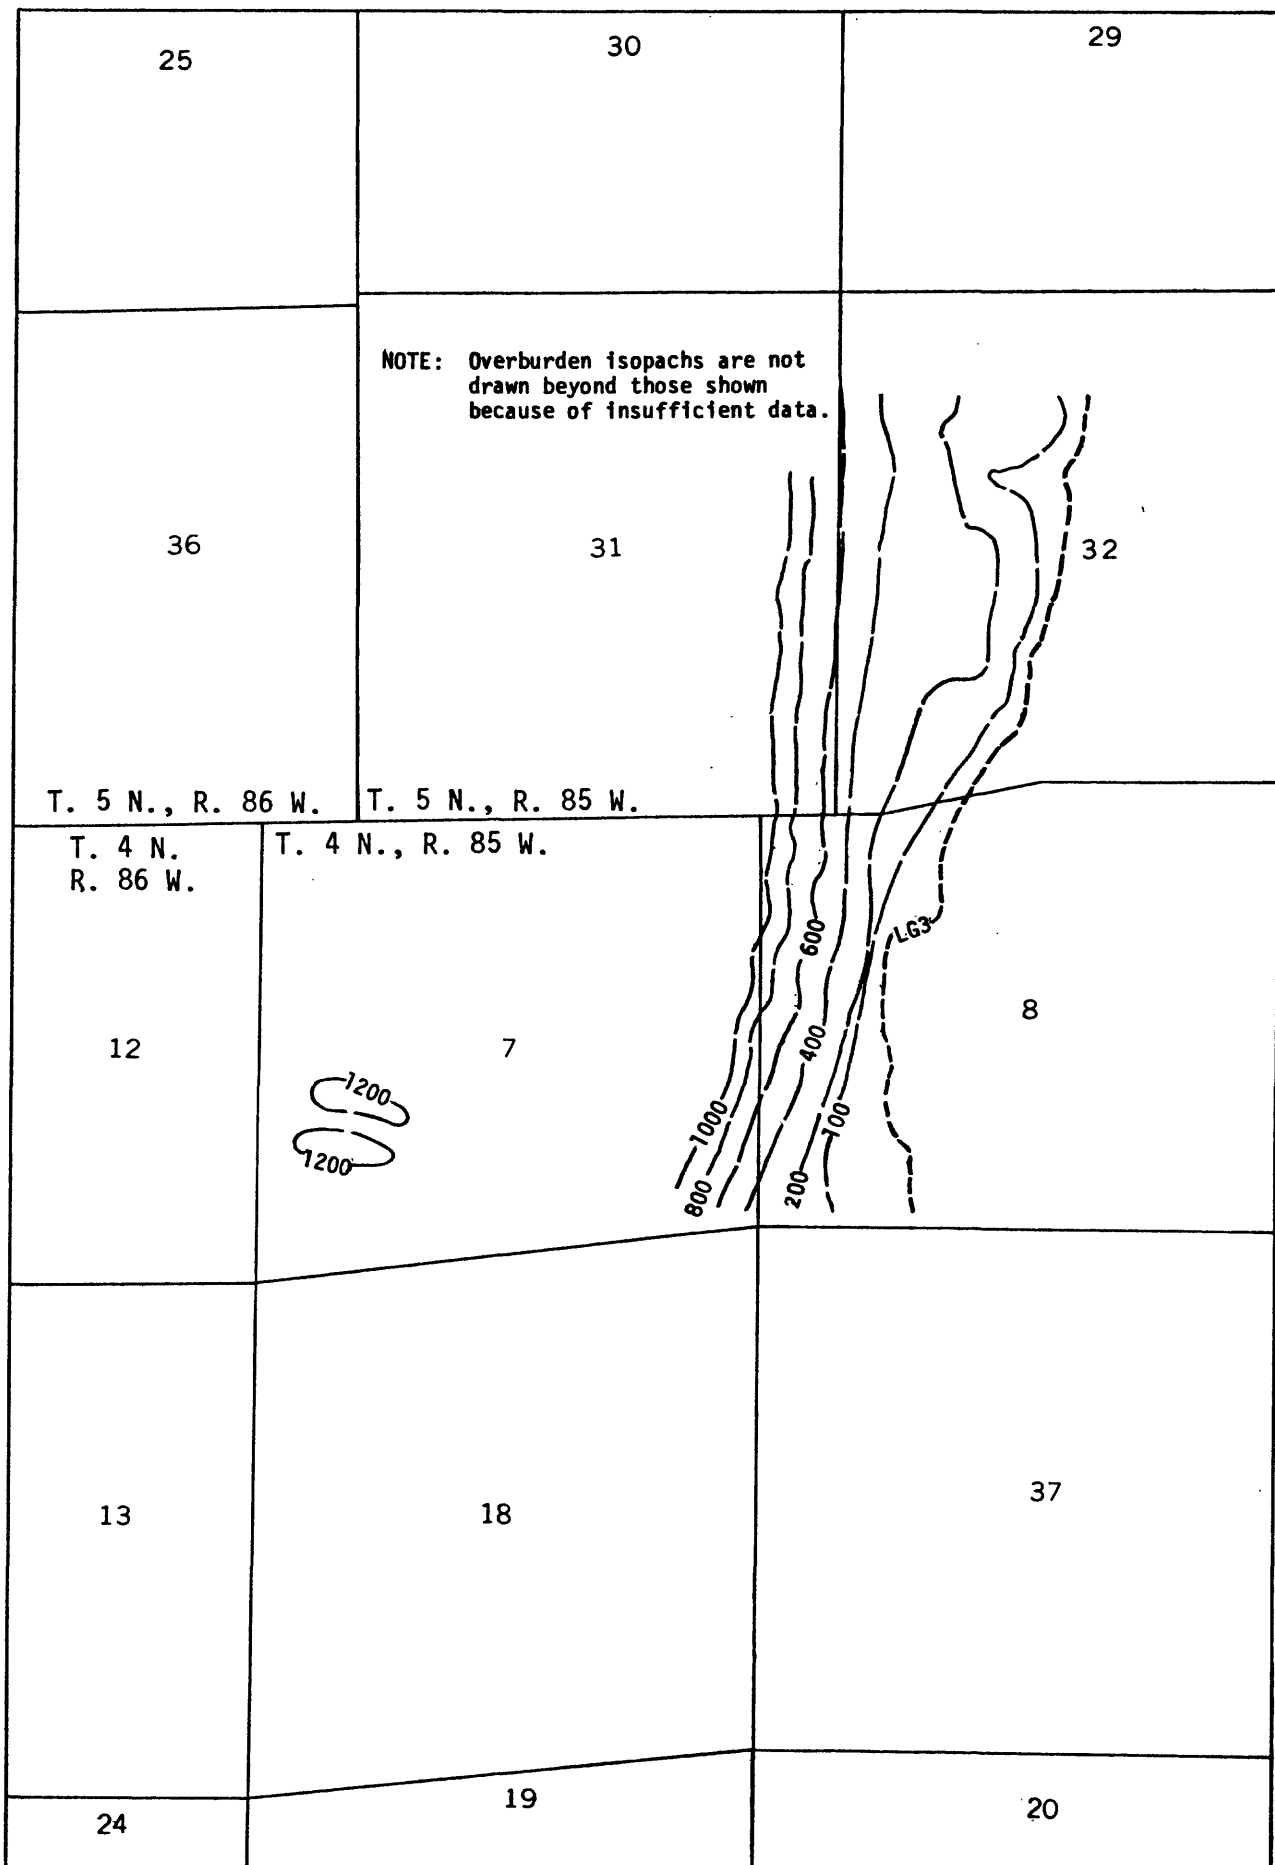 25
30
29
NOTE: Overburden isopachs are not
drawn beyond those shown
because of insufficient data.
36
31
32
T. 5 N., R. 86 W.
T. 5 N., R. 85 W.
T. 4 N.
R. 86 W.
T. 4 N., R. 85 W.
600
LG3
8
12
7
400
1200
1000
100
1200
800
200
13
18
37
24
19
20